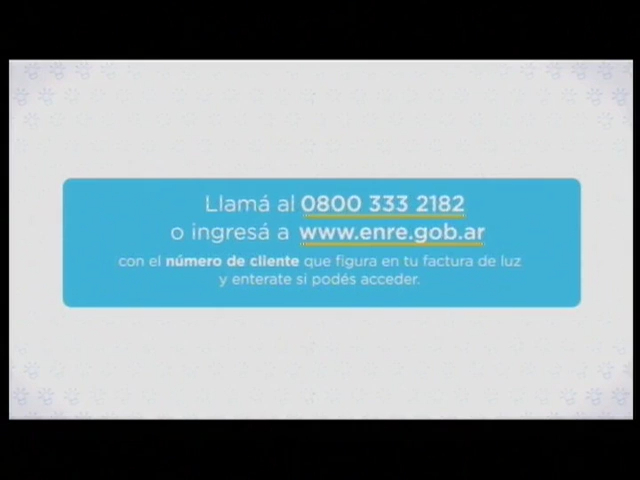 Llamá al 0800 333 2182
o ingresá a www.enre.gob.ar
con el número de cliente que figura en tu factura de luz
y enterate si podés acceder.